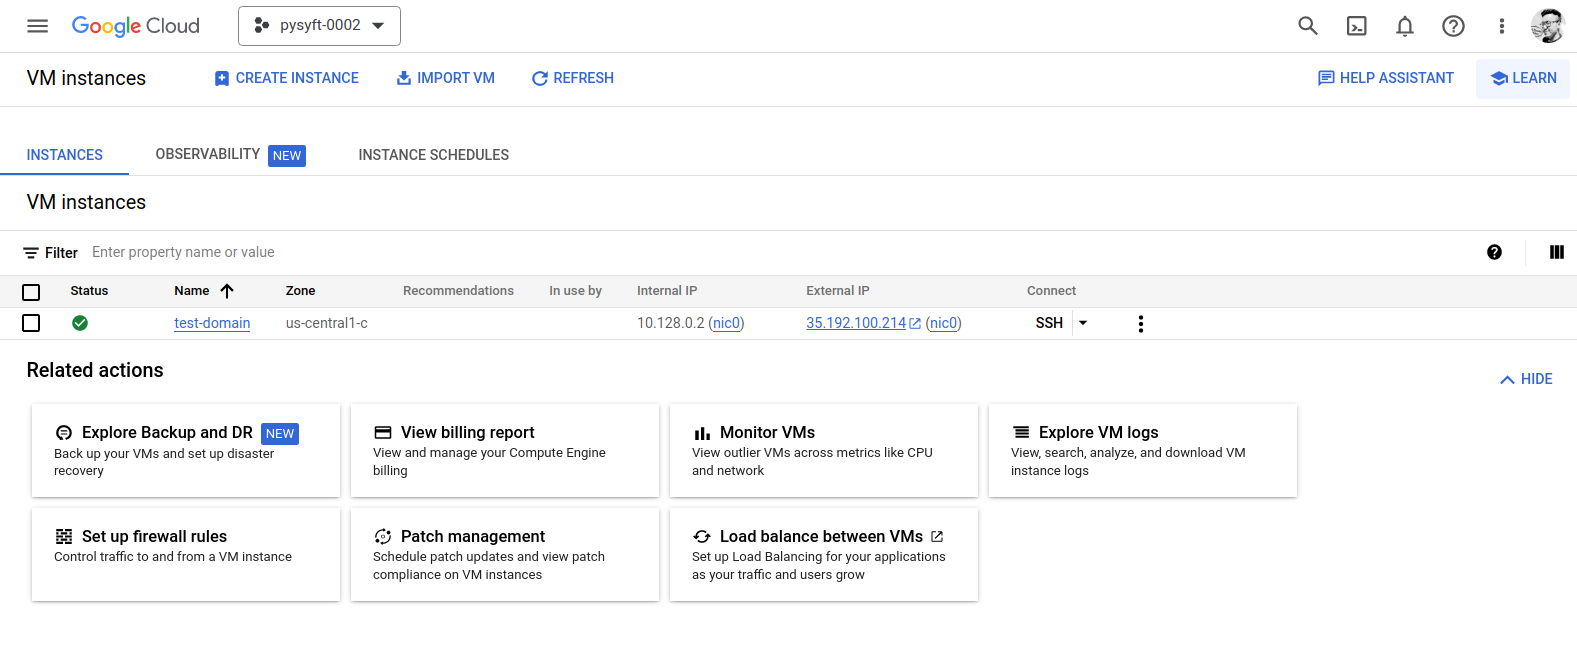 Google Cloud pysyft-0002
VM instances CREATE INSTANCE IMPORT VM REFRESH HELP ASSISTANT LEARN
INSTANCES OBSERVABILITY NEW INSTANCE SCHEDULES
VM instances
Filter Enter property name or value
Status Name Zone Recommendations In use by Internal IP External IP Connect
test-domain us-central1-c 10.128.0.2 (nic0) 35.192.100.214 (nic0) SSH
Related actions
HIDE
Explore Backup and DR NEW
Back up your VMs and set up disaster
recovery
View billing report
View and manage your Compute Engine
billing
Monitor VMs
View outlier VMs across metrics like CPU
and network
Explore VM logs
View, search, analyze, and download VM
instance logs
Set up firewall rules
Control traffic to and from a VM instance
Patch management
Schedule patch updates and view patch
compliance on VM instances
Load balance between VMs
Set up Load Balancing for your applications
as your traffic and users grow